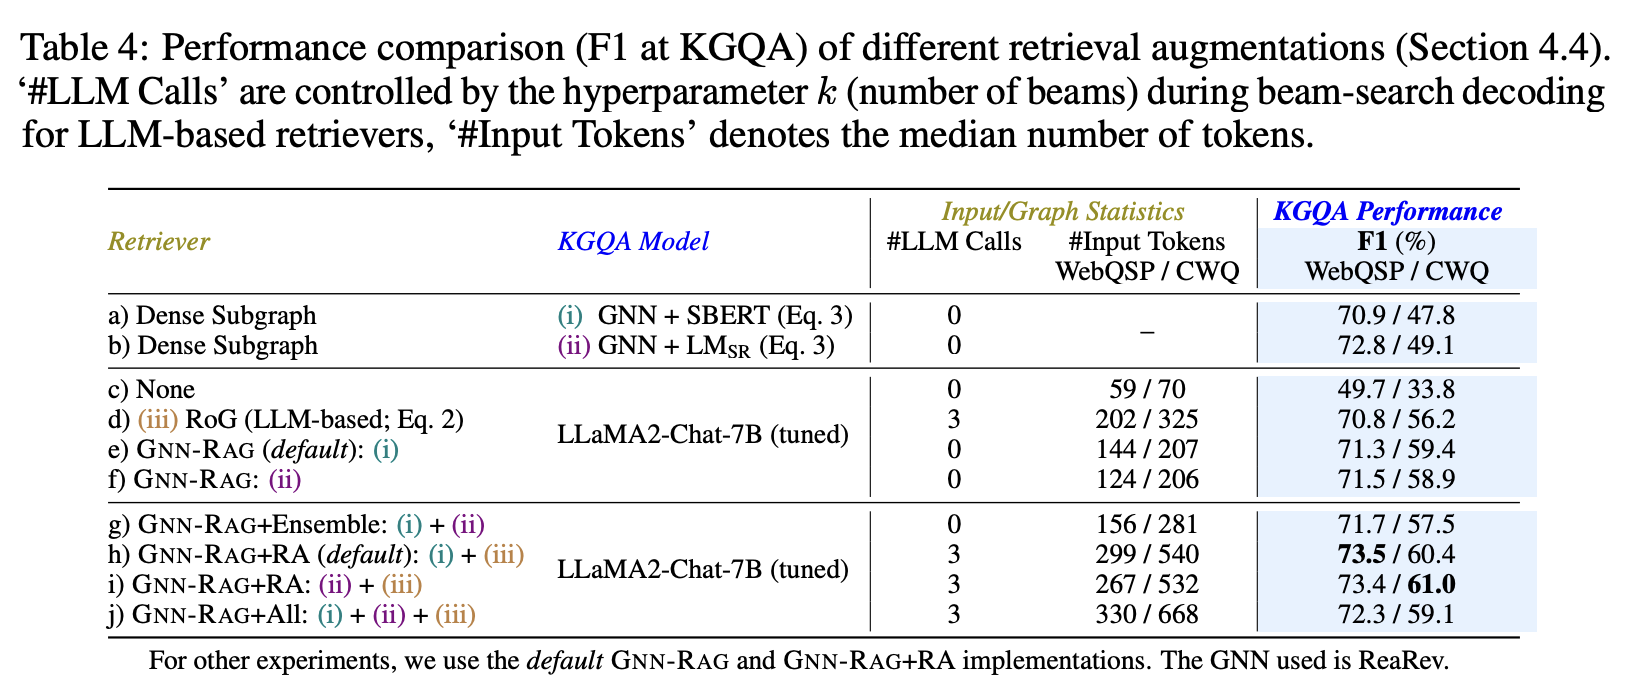 Table 4: Performance comparison (F1 at KGQA) of different retrieval augmentations (Section 4.4).
‘#LLM Calls’ are controlled by the hyperparameter k (number of beams) during beam-search decoding
for LLM-based retrievers, ‘#Input Tokens’ denotes the median number of tokens.
Input/Graph Statistics KGQA Performance
Retriever KGQA Model #LLM Calls #Input Tokens F1 (%)
WebQSP / CWQ WebQSP / CWQ
a) Dense Subgraph (i) GNN + SBERT (Eq. 3) 0 – 70.9 / 47.8
b) Dense Subgraph (ii) GNN + LMSR (Eq. 3) 0 72.8 / 49.1
c) None 0 59 / 70 49.7 / 33.8
d) (iii) RoG (LLM-based; Eq. 2) LLaMA2-Chat-7B (tuned) 3 202 / 325 70.8 / 56.2
e) GNN-RAG (default): (i) 0 144 / 207 71.3 / 59.4
f) GNN-RAG: (ii) 0 124 / 206 71.5 / 58.9
g) GNN-RAG+Ensemble: (i) + (ii) 0 156 / 281 71.7 / 57.5
h) GNN-RAG+RA (default): (i) + (iii) LLaMA2-Chat-7B (tuned) 3 299 / 540 73.5 / 60.4
i) GNN-RAG+RA: (ii) + (iii) 3 267 / 532 73.4 / 61.0
j) GNN-RAG+All: (i) + (ii) + (iii) 3 330 / 668 72.3 / 59.1
For other experiments, we use the default GNN-RAG and GNN-RAG+RA implementations. The GNN used is ReaRev.